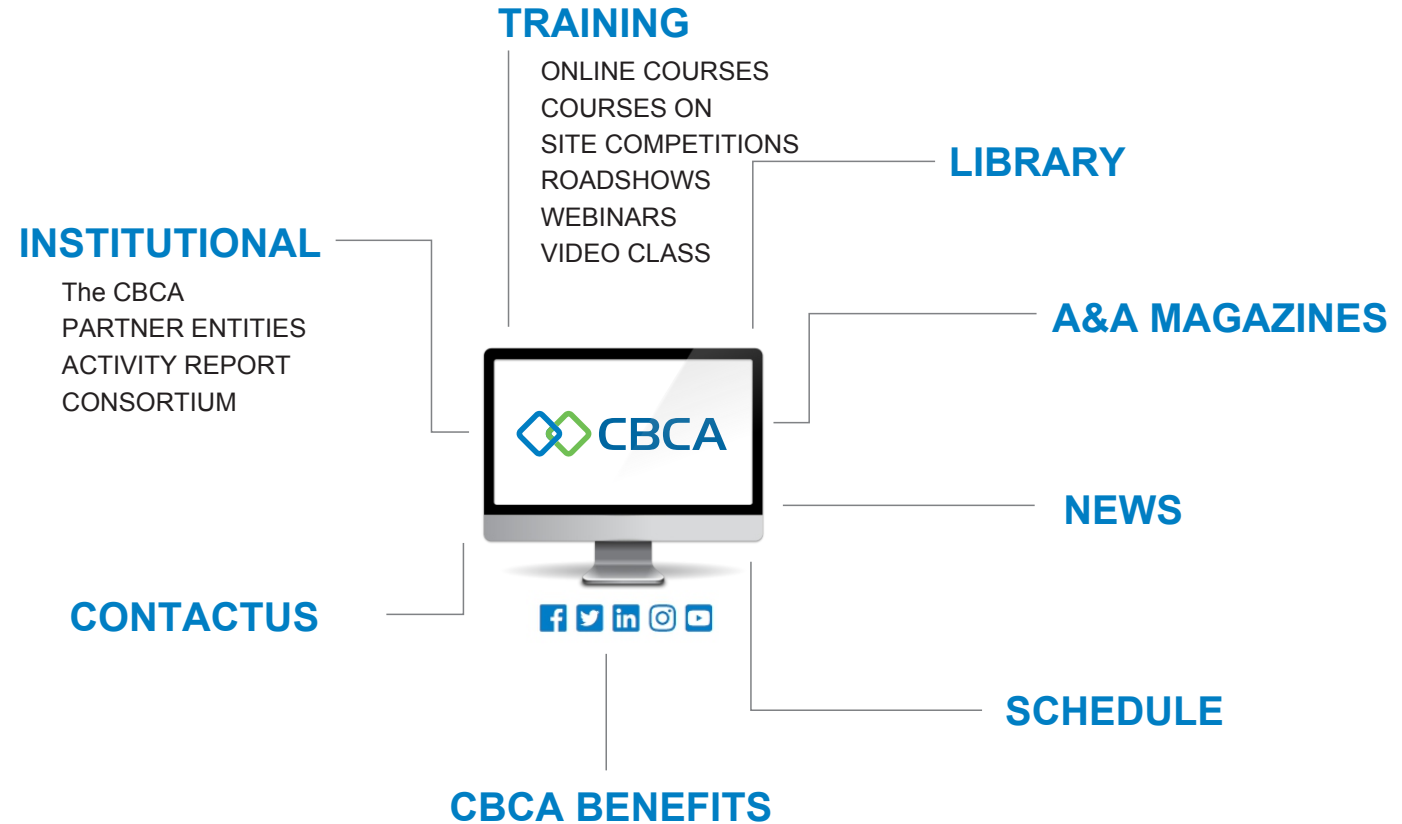 TRAINING
ONLINE COURSES
COURSES ON
SITE COMPETITIONS
ROADSHOWS
WEBINARS
VIDEO CLASS
LIBRARY
INSTITUTIONAL
The CBCA
PARTNER ENTITIES
ACTIVITY REPORT
CONSORTIUM
A&A MAGAZINES
CBCA
NEWS
CONTACTUS
SCHEDULE
CBCA BENEFITS